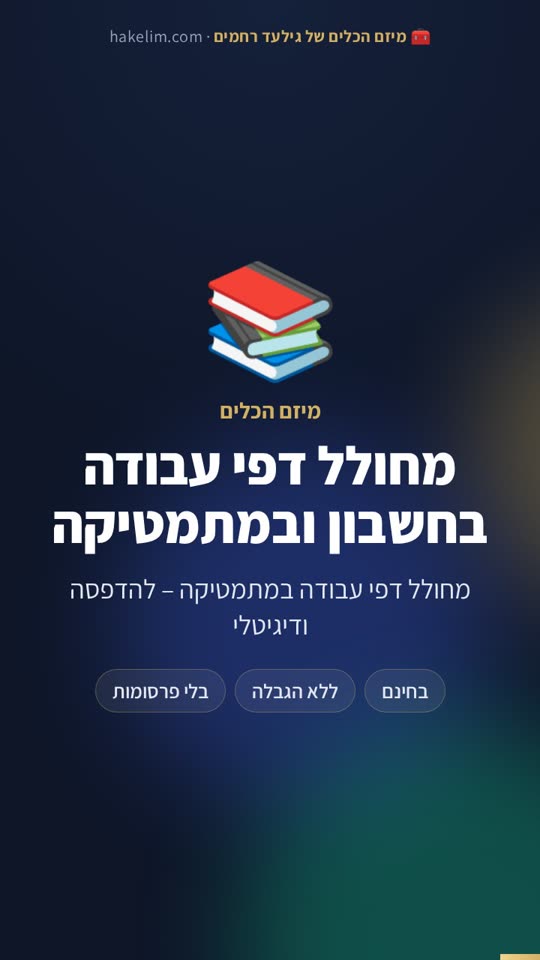 🧰 מיזם הכלים של גילעד רחמים · hakelim.com
מיזם הכלים
מחולל דפי עבודה
בחשבון ובמתמטיקה
מחולל דפי עבודה במתמטיקה – להדפסה
ודיגיטלי
בחינם
ללא הגבלה
בלי פרסומות